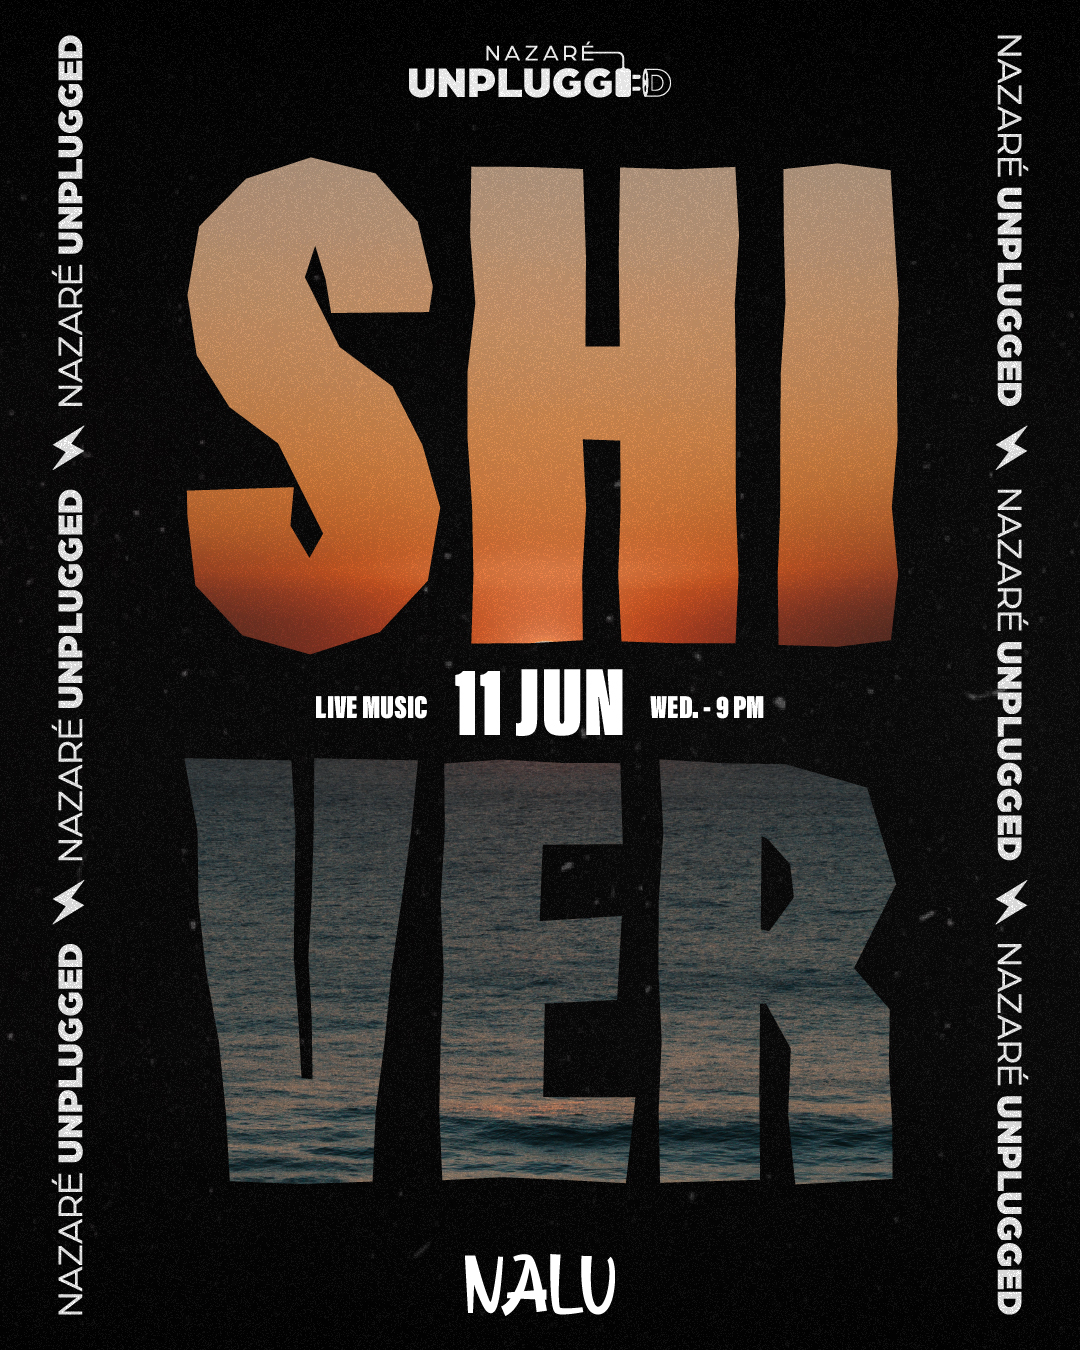 NAZARÉ
UNPLUGGED
SHI
LIVE MUSIC 11 JUN WED. - 9 PM
VER
NALU
NAZARÉ UNPLUGGED NAZARÉ UNPLUGGED NAZARÉ UNPLUGGED
NAZARÉ UNPLUGGED NAZARÉ UNPLUGGED NAZARÉ UNPLUGGED